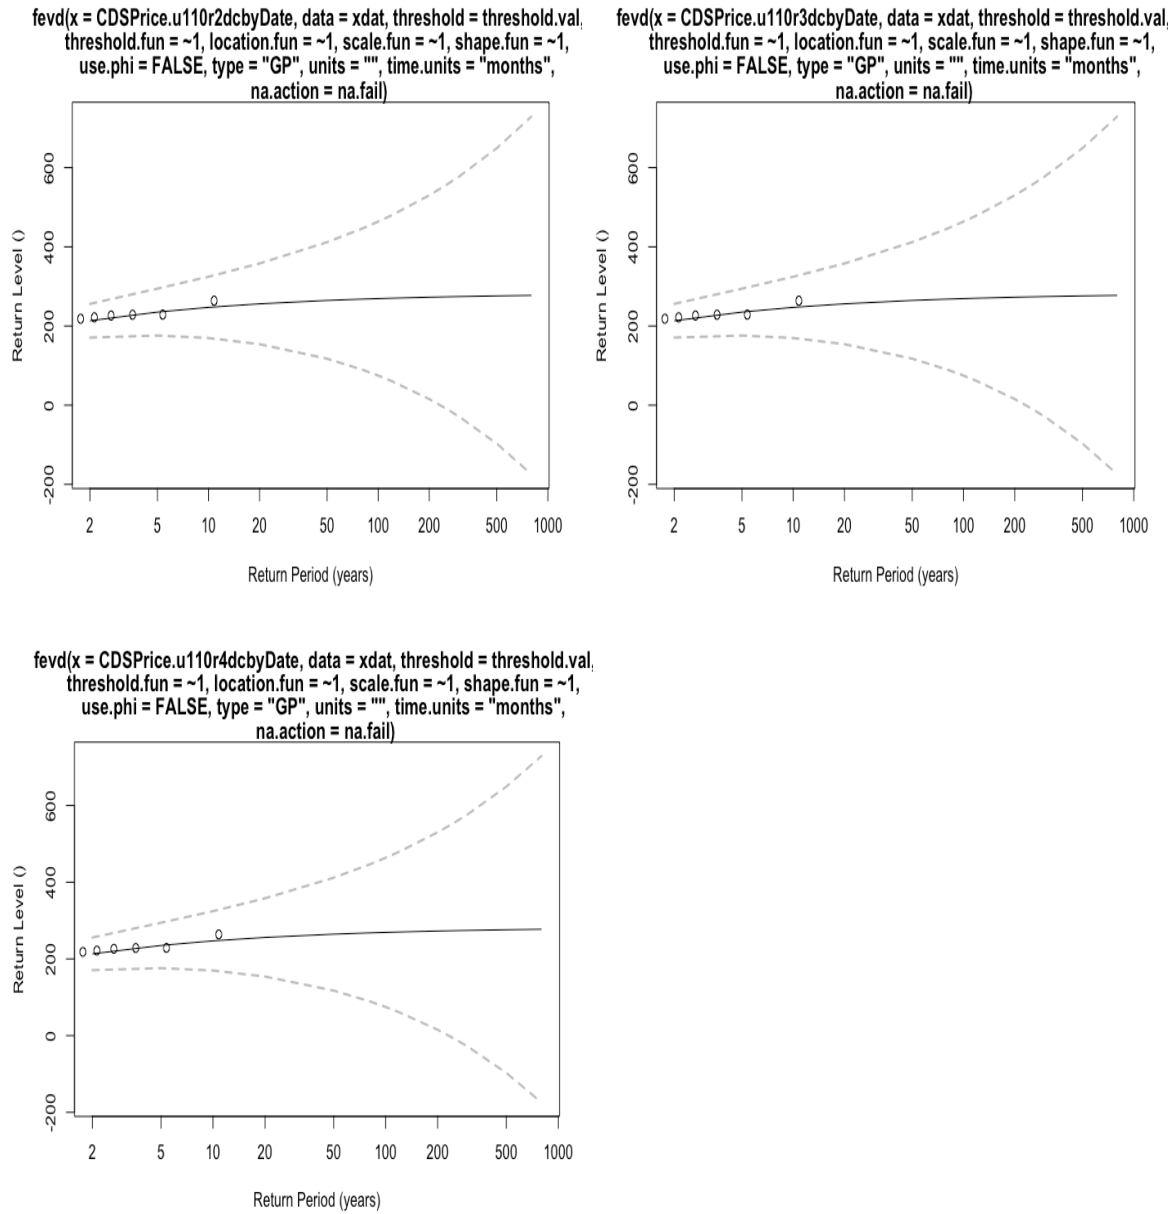 fevd(x = CDSPrice.u110r2dcbyDate, data = xdat, threshold = threshold.val,
threshold.fun = ~1, location.fun = ~1, scale.fun = ~1, shape.fun = ~1,
use.phi = FALSE, type = "GP", units = "", time.units = "months",
na.action = na.fail)
Return Level ()
600
400
200
0
-200
2 5 10 20 50 100 200 500 1000
Return Period (years)
fevd(x = CDSPrice.u110r3dcbyDate, data = xdat, threshold = threshold.val,
threshold.fun = ~1, location.fun = ~1, scale.fun = ~1, shape.fun = ~1,
use.phi = FALSE, type = "GP", units = "", time.units = "months",
na.action = na.fail)
Return Level ()
600
400
200
0
-200
2 5 10 20 50 100 200 500 1000
Return Period (years)
fevd(x = CDSPrice.u110r4dcbyDate, data = xdat, threshold = threshold.val,
threshold.fun = ~1, location.fun = ~1, scale.fun = ~1, shape.fun = ~1,
use.phi = FALSE, type = "GP", units = "", time.units = "months",
na.action = na.fail)
Return Level ()
600
400
200
0
-200
2 5 10 20 50 100 200 500 1000
Return Period (years)